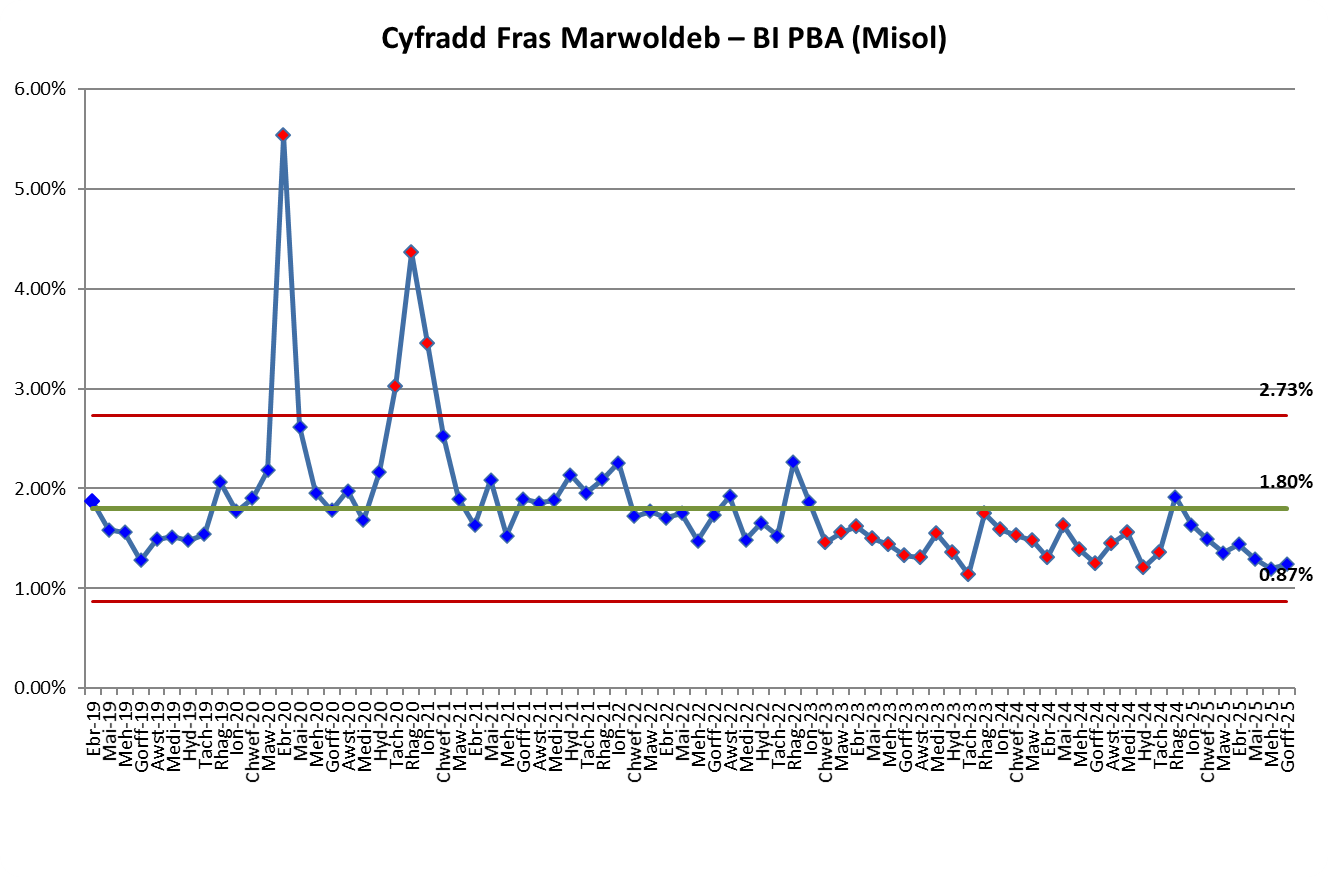 Cyfradd Fras Marwoldeb – BI PBA (Misol)
6.00%
5.00%
4.00%
3.00%
2.00%
1.00%
0.00%
2.73%
1.80%
0.87%
Ebr-19
Mai-19
Meh-19
Gorff-19
Awst-19
Medi-19
Hyd-19
Tach-19
Rhag-19
Ion-20
Chwef-20
Maw-20
Ebr-20
Mai-20
Meh-20
Gorff-20
Awst-20
Medi-20
Hyd-20
Tach-20
Rhag-20
Ion-21
Chwef-21
Maw-21
Ebr-21
Mai-21
Meh-21
Gorff-21
Awst-21
Medi-21
Hyd-21
Tach-21
Rhag-21
Ion-22
Chwef-22
Maw-22
Ebr-22
Mai-22
Meh-22
Gorff-22
Awst-22
Medi-22
Hyd-22
Tach-22
Rhag-22
Ion-23
Chwef-23
Maw-23
Ebr-23
Mai-23
Meh-23
Gorff-23
Awst-23
Medi-23
Hyd-23
Tach-23
Rhag-23
Ion-24
Chwef-24
Maw-24
Ebr-24
Mai-24
Meh-24
Gorff-24
Awst-24
Medi-24
Hyd-24
Tach-24
Rhag-24
Ion-25
Chwef-25
Maw-25
Ebr-25
Mai-25
Meh-25
Gorff-25